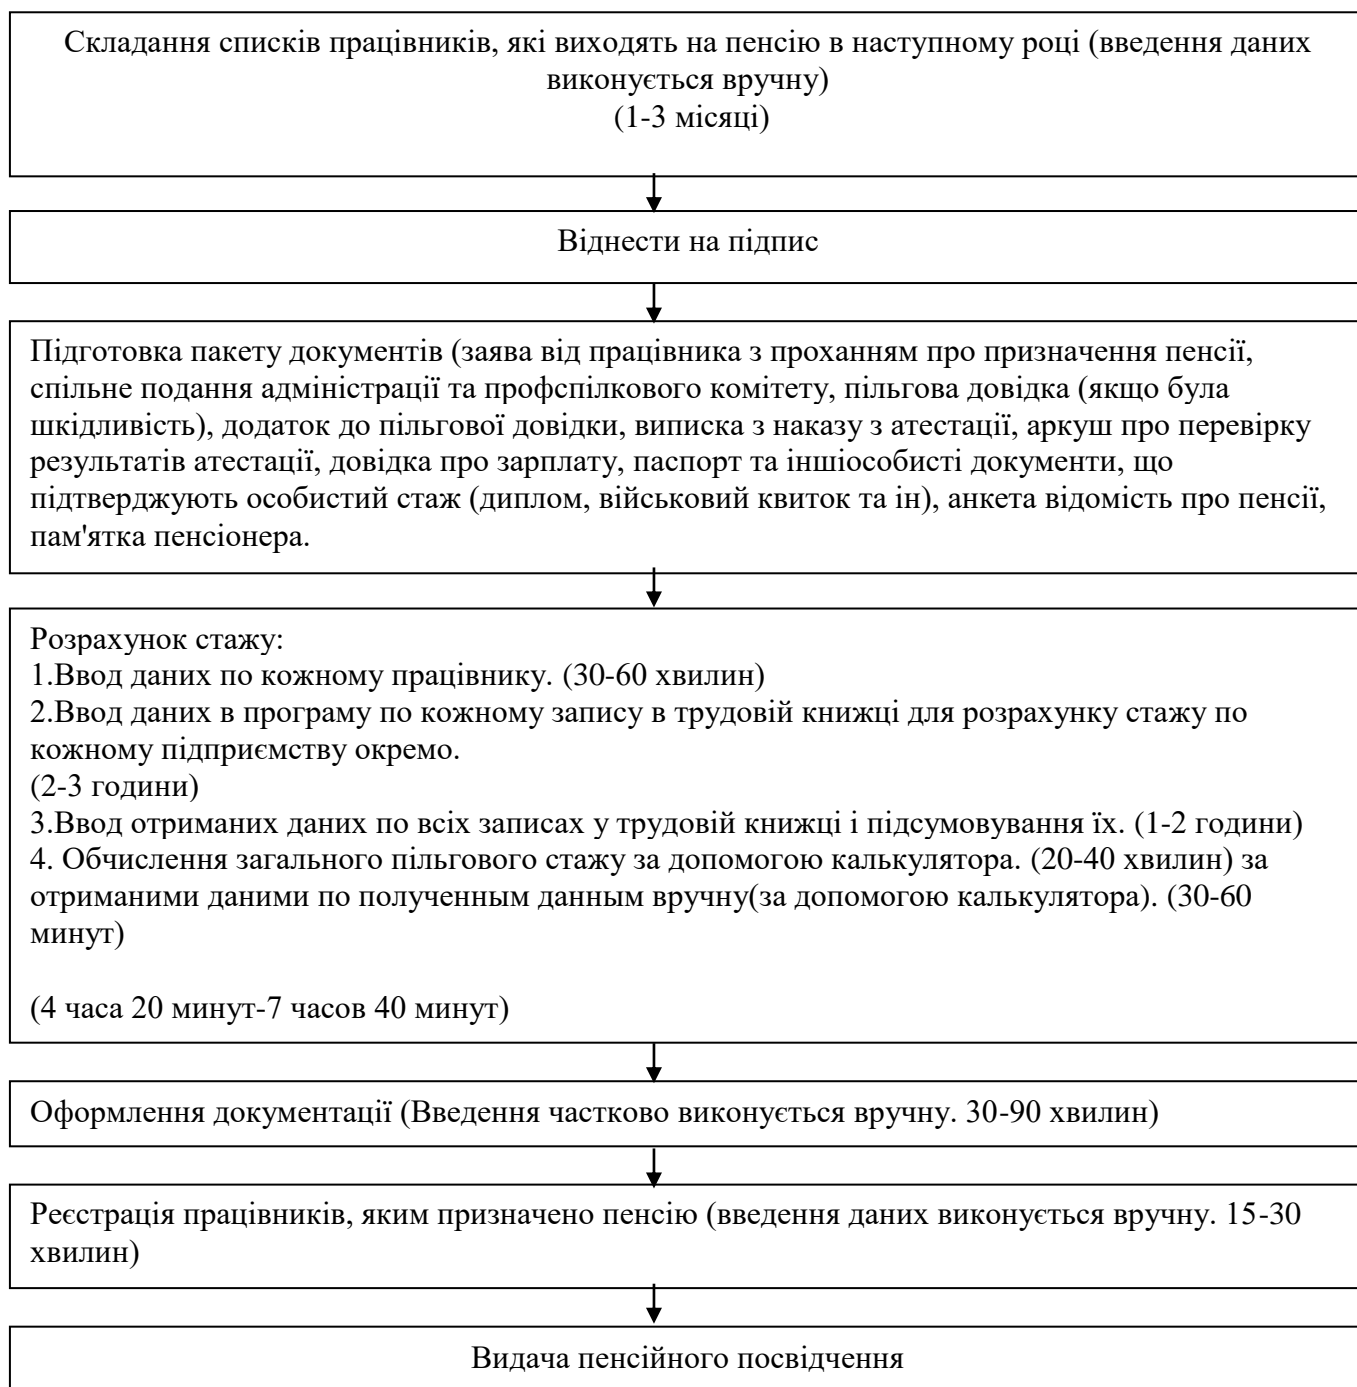 Складання списків працівників, які виходять на пенсію в наступному році (введення даних
виконується вручну)
(1-3 місяці)
Віднести на підпис
Підготовка пакету документів (заява від працівника з проханням про призначення пенсії,
спільне подання адміністрації та профспілкового комітету, пільгова довідка (якщо була
шкідливість), додаток до пільгової довідки, виписка з наказу з атестації, аркуш про перевірку
результатів атестації, довідка про зарплату, паспорт та іншіособисті документи, що
підтверджують особистий стаж (диплом, військовий квиток та ін), анкета відомість про пенсії,
пам'ятка пенсіонера.
Розрахунок стажу:
1.Ввод даних по кожному працівнику. (30-60 хвилин)
2.Ввод даних в програму по кожному запису в трудовій книжці для розрахунку стажу по
кожному підприємству окремо.
(2-3 години)
3.Ввод отриманих даних по всіх записах у трудовій книжці і підсумовування їх. (1-2 години)
4. Обчислення загального пільгового стажу за допомогою калькулятора. (20-40 хвилин) за
отриманими даними по полученным данным вручну(за допомогою калькулятора). (30-60
минут)
(4 часа 20 минут-7 часов 40 минут)
Оформлення документації (Введення частково виконується вручну. 30-90 хвилин)
Реєстрація працівників, яким призначено пенсію (введення даних виконується вручну. 15-30
хвилин)
Видача пенсійного посвідчення